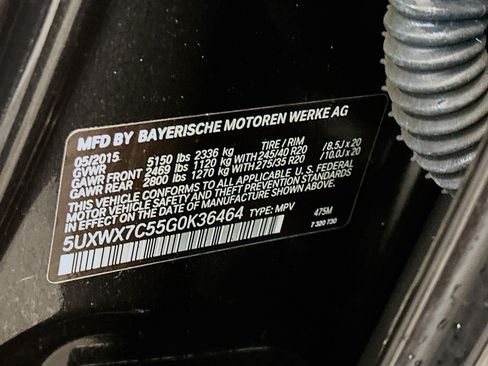 MFD BY BAYERISCHE MOTOREN WERKE AG
05/2015 5150 lbs 2336 kg TIRE / RIM
GVWR
GAWR FRONT 2469 lbs 1120 kg WITH 245/40 R20 /8.5J x 20
GAWR REAR 2800 lbs 1270 kg WITH 275/35 R20 /10.0J x 20
THIS VEHICLE CONFORMS TO ALL APPLICABLE U.S. FEDERAL
MOTOR VEHICLE SAFETY AND THEFT PREVENTION STANDARDS
IN EFFECT ON THE DATE OF MANUFACTURE SHOWN ABOVE.
5UXWX7C55G0K36464 TYPE: MPV 475M
7 320 730